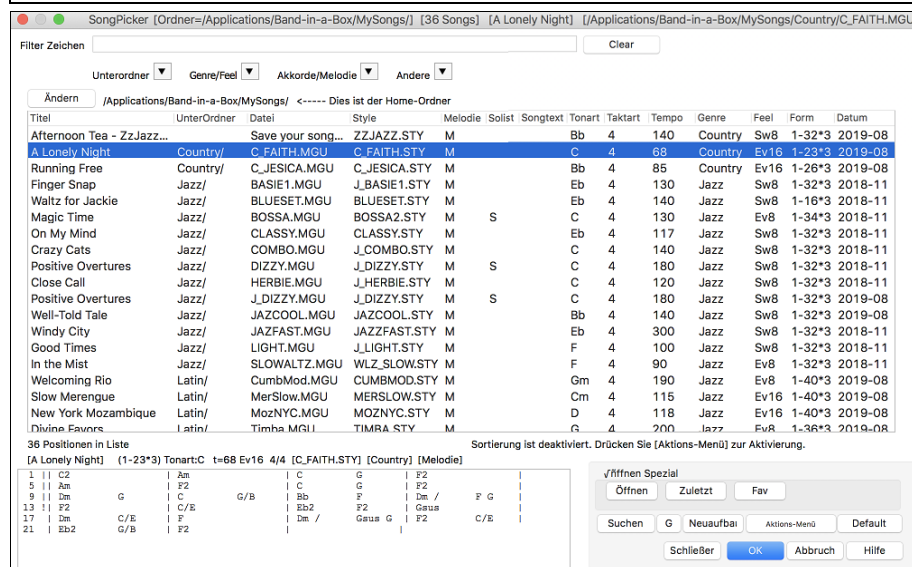 SongPicker [Ordner=/Applications/Band-in-a-Box/MySongs/] [36 Songs] [A Lonely Night] [/Applications/Band-in-a-Box/MySongs/Country/C_FAITH.MGU
Filter Zeichen Clear
Unterordner ▼ Genre/Feel ▼ Akkorde/Melodie ▼ Andere ▼
Ändern /Applications/Band-in-a-Box/MySongs/ <----- Dies ist der Home-Ordner
Titel UnterOrdner Datei Style Melodie Solist Songtext Tonart Taktart Tempo Genre Feel Form Datum
Afternoon Tea - ZzJazz... Save your song... ZZJAZZ.STY M Bb 4 140 Country Sw8 1-32*3 2019-08
A Lonely Night Country/ C_FAITH.MGU C_FAITH.STY M C 4 68 Country Ev16 1-23*3 2019-08
Running Free Country/ C_JESICA.MGU C_JESICA.STY M Bb 4 85 Country Ev16 1-26*3 2019-08
Finger Snap Jazz/ BASIE1.MGU J_BASIE1.STY M Eb 4 130 Jazz Sw8 1-32*3 2018-11
Waltz for Jackie Jazz/ BLUESET.MGU BLUESET.STY M Eb 4 140 Jazz Sw8 1-16*3 2018-11
Magic Time Jazz/ BOSSA.MGU BOSSA2.STY M S C 4 130 Jazz Ev8 1-34*3 2018-11
On My Mind Jazz/ CLASSY.MGU CLASSY.STY M Eb 4 117 Jazz Sw8 1-32*3 2018-11
Crazy Cats Jazz/ COMBO.MGU J_COMBO.STY M C 4 140 Jazz Sw8 1-32*3 2018-11
Positive Overtures Jazz/ DIZZY.MGU J_DIZZY.STY M S C 4 180 Jazz Sw8 1-32*3 2018-11
Close Call Jazz/ HERBIE.MGU J_HERBIE.STY M C 4 120 Jazz Sw8 1-32*3 2018-11
Positive Overtures Jazz/ J_DIZZY.MGU J_DIZZY.STY M S C 4 180 Jazz Sw8 1-32*3 2019-08
Well-Told Tale Jazz/ JAZCOOL.MGU JAZCOOL.STY M Bb 4 140 Jazz Sw8 1-32*3 2019-08
Windy City Jazz/ JAZFAST.MGU JAZZFAST.STY M Eb 4 300 Jazz Sw8 1-32*3 2018-11
Good Times Jazz/ LIGHT.MGU J_LIGHT.STY M F 4 100 Jazz Sw8 1-32*3 2018-11
In the Mist Jazz/ SLOWALTZ.MGU WLZ_SLOW.STY M F 4 90 Jazz Ev8 1-32*3 2018-11
Welcoming Rio Latin/ CumbMod.MGU CUMBMOD.STY M Gm 4 190 Jazz Ev8 1-40*3 2019-08
Slow Merengue Latin/ MerSlow.MGU MERSLOW.STY M Cm 4 115 Jazz Ev16 1-40*3 2019-08
New York Mozambique Latin/ MozNYC.MGU MOZNYC.STY M D 4 118 Jazz Ev16 1-40*3 2019-08
Divine Favors Latin/ Timba.MGU TIMBA.STY M G 4 200 Jazz Ev8 1-36*3 2019-08
36 Positionen in Liste Sortierung ist deaktiviert. Drücken Sie [Aktions-Menü] zur Aktivierung.
[A Lonely Night] (1-23*3) Tonart:C t=68 Ev16 4/4 [C_FAITH.STY] [Country] [Melodie]
1 || C2 | Am | C G | F2 |
5 || Am | F2 | C G | F2 |
9 || Dm G | C G/B | Bb F | Dm / F G |
13 !| F2 | C/E | Eb2 F2 | Gsus |
17 | Dm C/E | F | Dm / Gsus G | F2 C/E |
21 | Eb2 G/B | F2 | |
√ñffnen Spezial
Öffnen Zuletzt Fav
Suchen G Neuaufbaı Aktions-Menü Default
Schließer OK Abbruch Hilfe